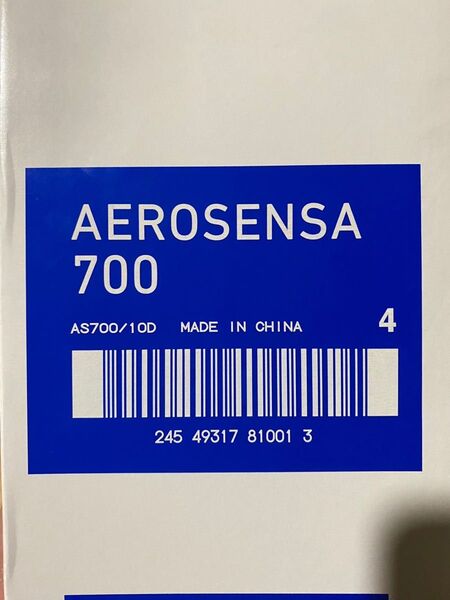 AEROSENSA
700
AS700/10D MADE IN CHINA 4
245 49317 81001 3